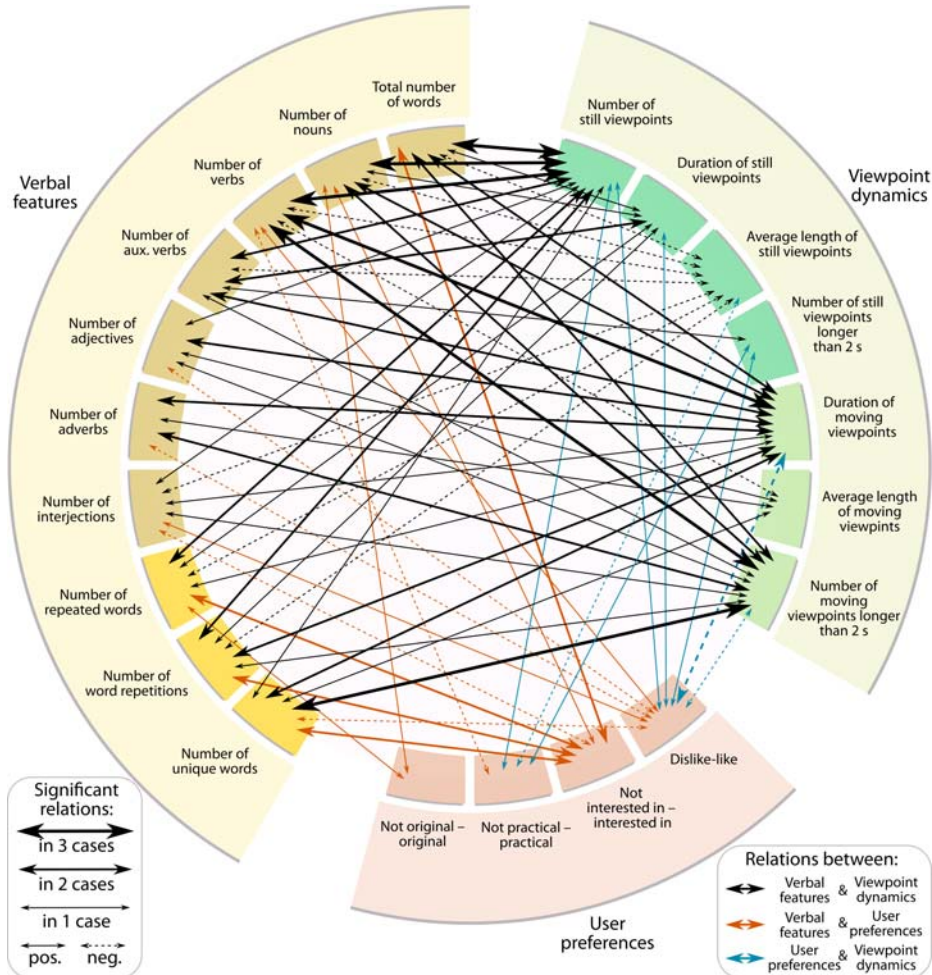 Total number
of words
Number of
nouns
Number of
verbs
Number of
aux. verbs
Number of
adjectives
Number of
adverbs
Number of
interjections
Number of
repeated words
Number of
word repetitions
Number of
unique words
Verbal
features
Number of
still viewpoints
Duration of still
viewpoints
Average length of
still viewpoints
Number of still
viewpoints
longer
than 2 s
Duration of
moving
viewpoints
Average length
of moving
viewpints
Number of
moving
viewpoints longer
than 2 s
Viewpoint
dynamics
Dislike-like
Not
interested in –
interested in
Not practical –
practical
Not original –
original
User
preferences
Significant
relations:
in 3 cases
in 2 cases
in 1 case
pos. neg.
Relations between:
Verbal features & Viewpoint dynamics
Verbal features & User preferences
User preferences & Viewpoint dynamics